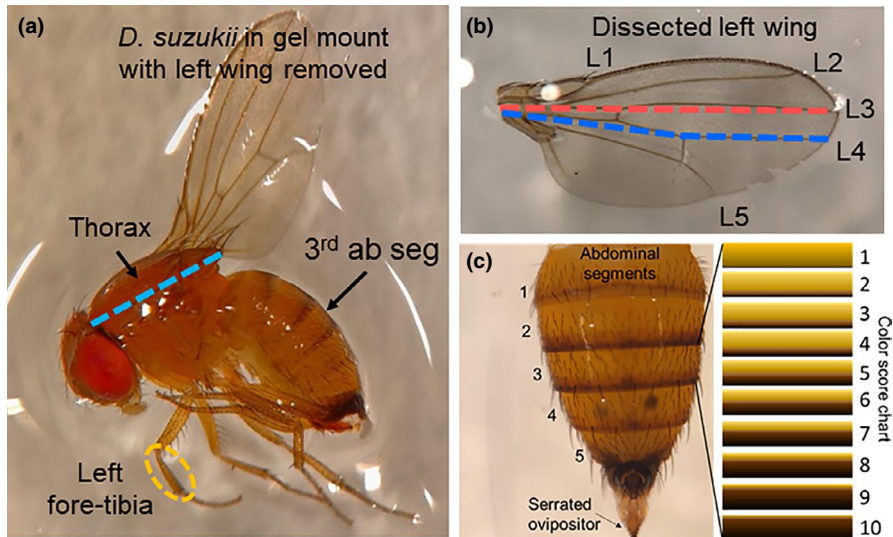 (a)
D. suzukii in gel mount
with left wing removed
Thorax
3rd ab seg
Left
fore-tibia
(b)
Dissected left wing
L1
L2
L3
L4
L5
(c)
Abdominal
segments
1
2
3
4
5
Serrated
ovipositor
1
2
3
4
5
6
7
8
9
10
Color score chart